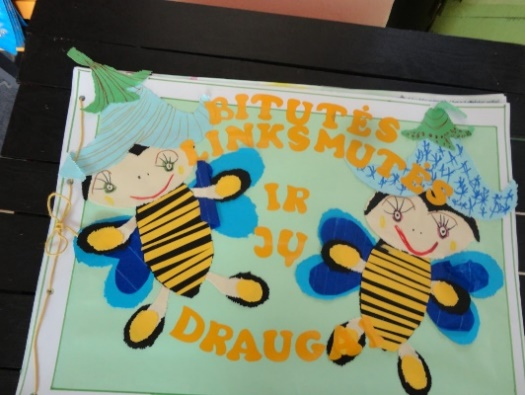 BITUTĖS
LINKSMUTĖS
IR
JŲ
DRAUGAI